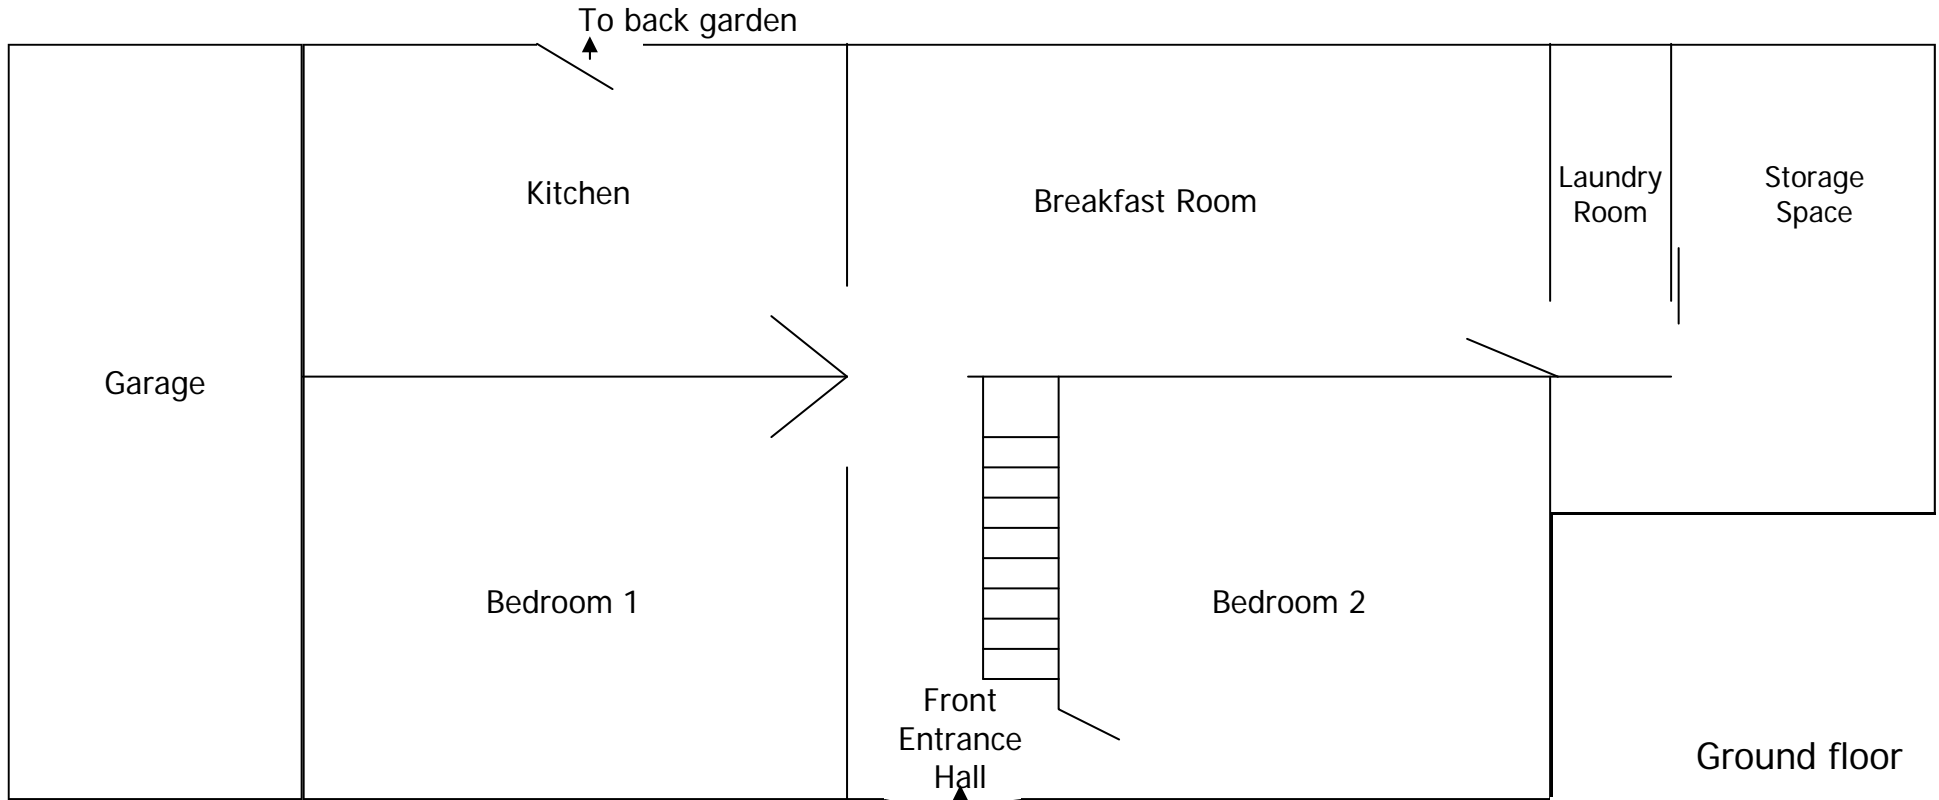 To back garden
Kitchen
Breakfast Room
Laundry
Room
Storage
Space
Garage
Bedroom 1
Bedroom 2
Front
Entrance
Hall
Ground floor